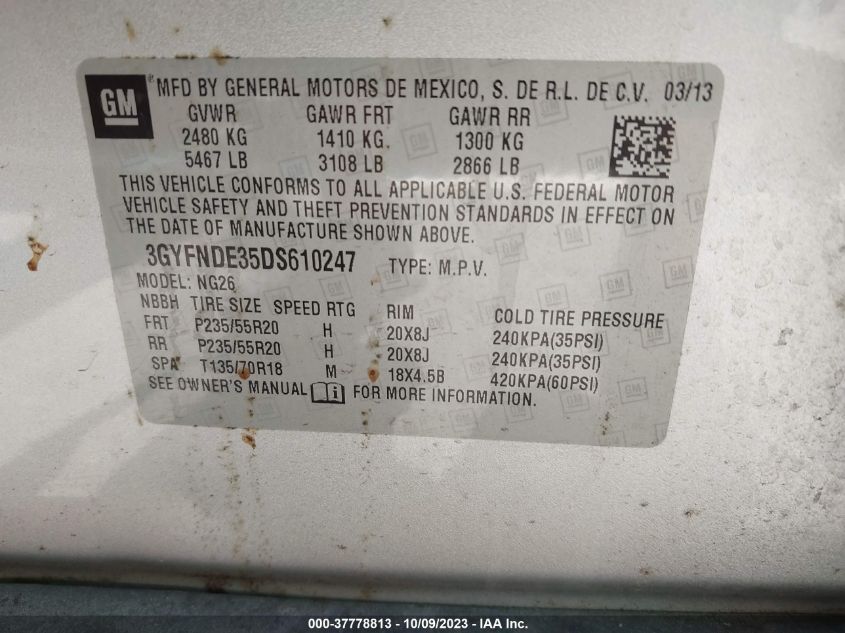 GM ® MFD BY GENERAL MOTORS DE MEXICO, S. DE R.L. DE C.V. 03/13
GVWR GAWR FRT GAWR RR
2480 KG 1410 KG. 1300 KG
5467 LB 3108 LB 2866 LB
THIS VEHICLE CONFORMS TO ALL APPLICABLE U.S. FEDERAL MOTOR
VEHICLE SAFETY AND THEFT PREVENTION STANDARDS IN EFFECT ON
THE DATE OF MANUFACTURE SHOWN ABOVE.
3GYFNDE35DS610247 TYPE: M.P.V.
MODEL: NG26
NBBH TIRE SIZE SPEED RTG RIM COLD TIRE PRESSURE
FRT P235/55R20 H 20X8J 240KPA(35PSI)
RR P235/55R20 H 20X8J 240KPA(35PSI)
SPA T135/70R18 M 18X4.5B 420KPA(60PSI)
SEE OWNER'S MANUAL FOR MORE INFORMATION.
000-37778813 - 10/09/2023 - IAA Inc.